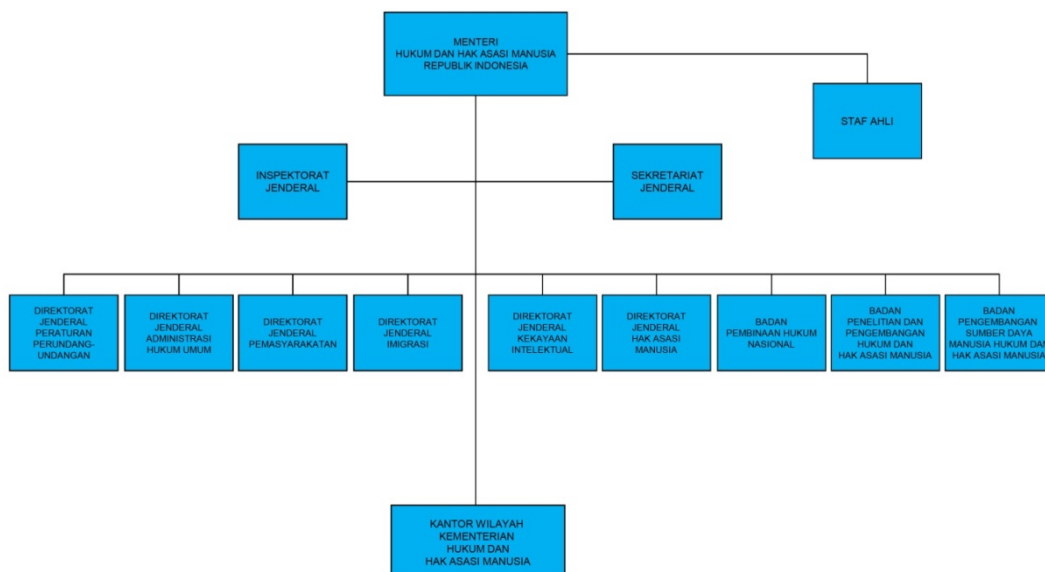 MENTERI
HUKUM DAN HAK ASASI MANUSIA
REPUBLIK INDONESIA
STAF AHLI
INSPEKTORAT
JENDERAL
SEKRETARIAT
JENDERAL
DIREKTORAT
JENDERAL
PERATURAN
PERUNDANG-
UNDANGAN
DIREKTORAT
JENDERAL
ADMINISTRASI
HUKUM UMUM
DIREKTORAT
JENDERAL
PEMASYARAKATAN
DIREKTORAT
JENDERAL
IMIGRASI
DIREKTORAT
JENDERAL
KEKAYAAN
INTELEKTUAL
DIREKTORAT
JENDERAL
HAK ASASI
MANUSIA
BADAN
PEMBINAAN HUKUM
NASIONAL
BADAN
PENELITIAN DAN
PENGEMBANGAN
HUKUM DAN
HAK ASASI MANUSIA
BADAN
PENGEMBANGAN
SUMBER DAYA
MANUSIA HUKUM DAN
HAK ASASI MANUSIA
KANTOR WILAYAH
KEMENTERIAN
HUKUM DAN
HAK ASASI MANUSIA